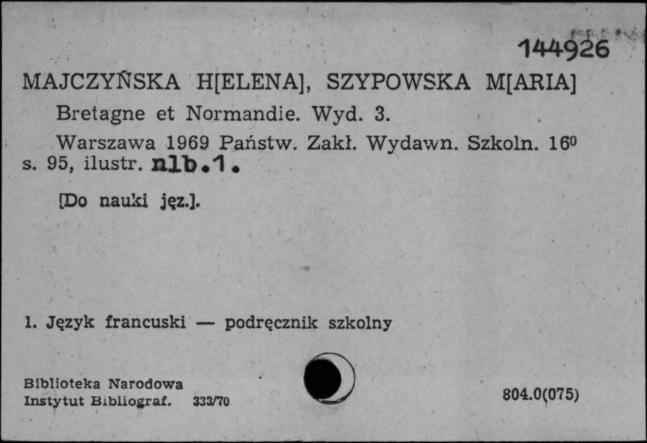 144926
MAJCZYŃSKA H[ELENA], SZYPOWSKA M[ARIA]
Bretagne et Normandie. Wyd. 3.
Warszawa 1969 Państw. Zakł. Wydawn. Szkoln. 16⁰
s. 95, ilustr. nlb.1.
[Do nauki jęz.].
1. Język francuski — podręcznik szkolny
Biblioteka Narodowa
Instytut Bibliograf. 333/70
804.0(075)